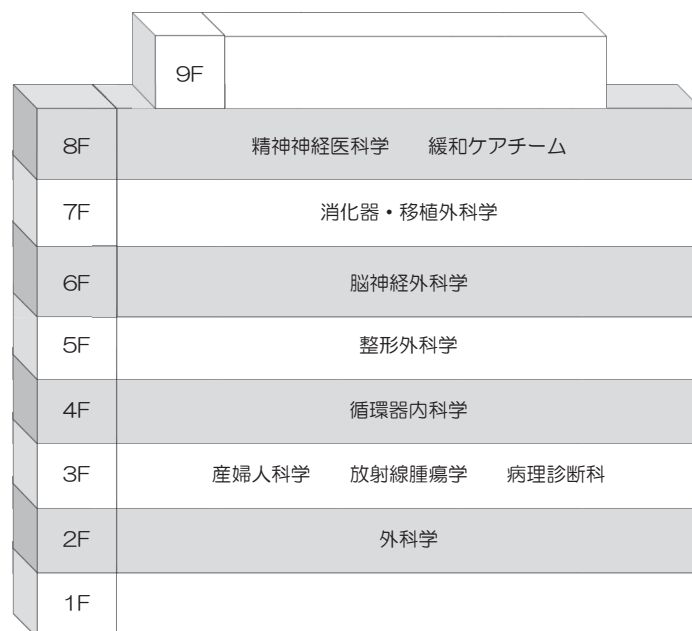 9F
8F 精神神経医科学 緩和ケアチーム
7F 消化器・移植外科学
6F 脳神経外科学
5F 整形外科学
4F 循環器内科学
3F 産婦人科学 放射線腫瘍学 病理診断科
2F 外科学
1F